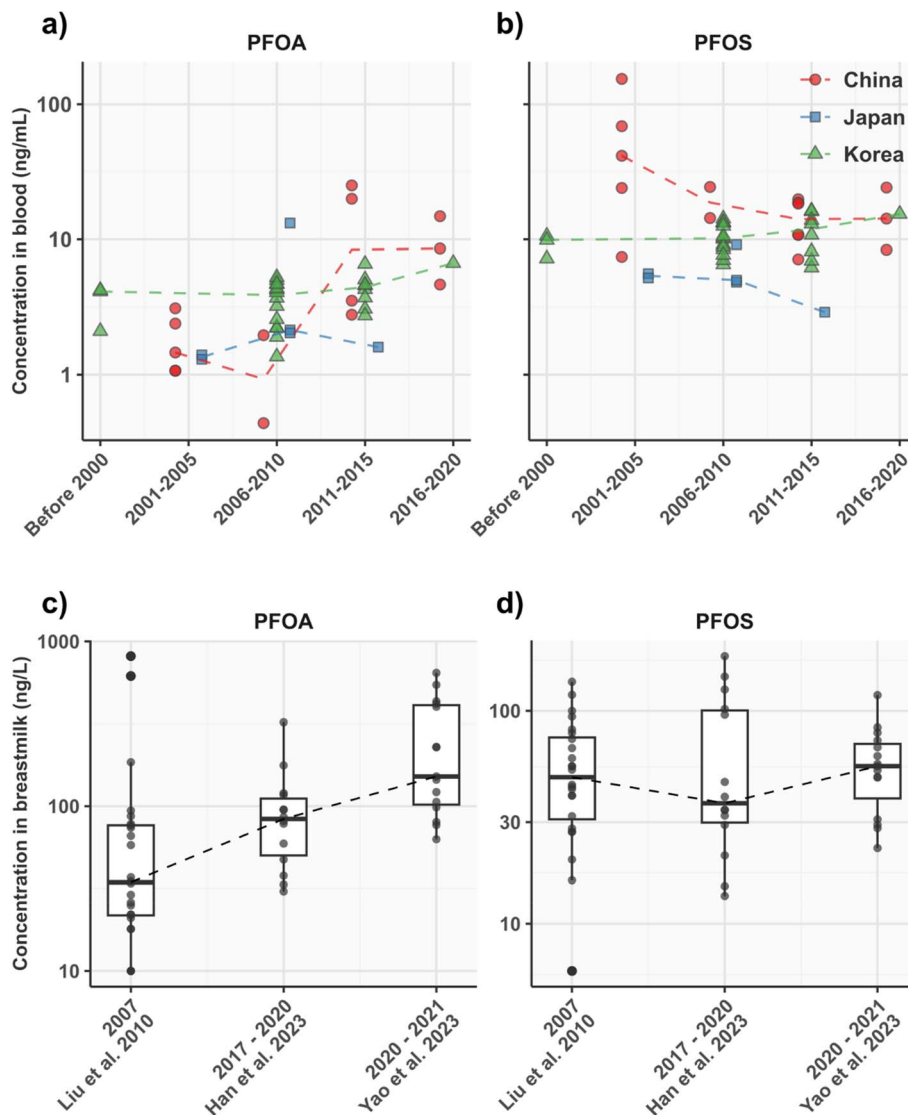 a)
PFOA
b)
PFOS
Concentration in blood (ng/mL)
100
10
1
China
Japan
Korea
Before 2000
2001-2005
2006-2010
2011-2015
2016-2020
Before 2000
2001-2005
2006-2010
2011-2015
2016-2020
c)
PFOA
d)
PFOS
Concentration in breastmilk (ng/L)
1000
100
10
100
30
10
2007
Liu et al. 2010
2017 - 2020
Han et al. 2023
2020 - 2021
Yao et al. 2023
2007
Liu et al. 2010
2017 - 2020
Han et al. 2023
2020 - 2021
Yao et al. 2023